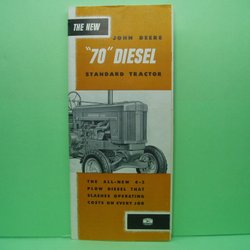 THE NEW
JOHN DEERE
"70" DIESEL
STANDARD TRACTOR
THE ALL-NEW 4-5
PLOW DIESEL THAT
SLASHES OPERATING
COSTS ON EVERY JOB